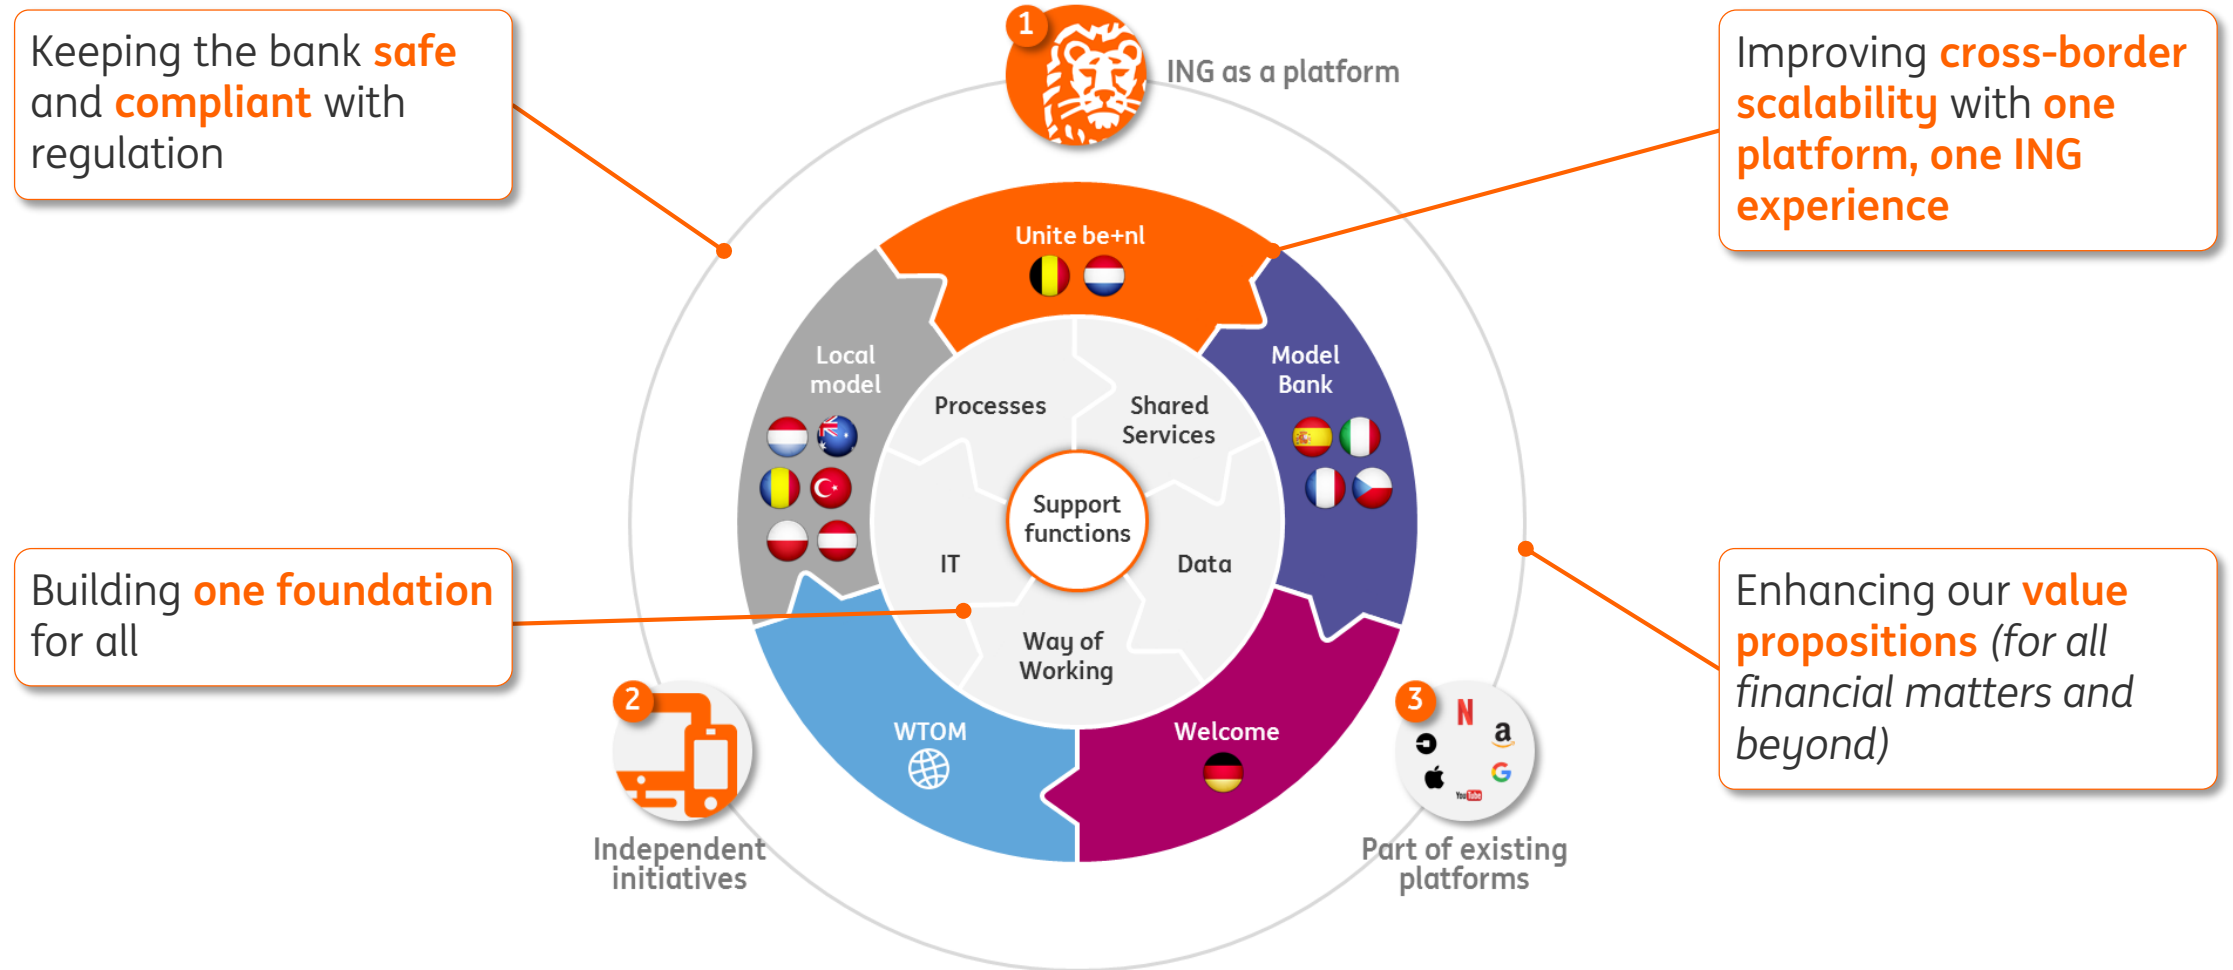 Keeping the bank safe
and compliant with
regulation
1
ING as a platform
Improving cross-border
scalability with one
platform, one ING
experience
Unite be+nl
Local
model
Model
Bank
Processes
Shared
Services
Support
functions
IT
Data
Way of
Working
Building one foundation
for all
Enhancing our value
propositions (for all
financial matters and
beyond)
WTOM
Welcome
2
Independent
initiatives
3
N
a
G
YouTube
Part of existing
platforms